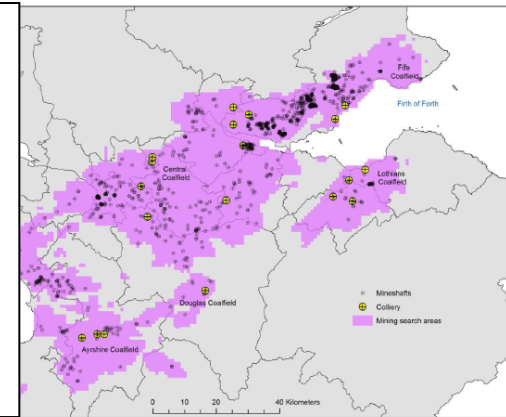 Fife
Coalfield
Firth of Forth
Central
Coalfield
Lothians
Coalfield
Douglas Coalfield
Ayrshire Coalfield
Mineshafts
Colliery
Mining search areas
0 10 20 40 Kilometers